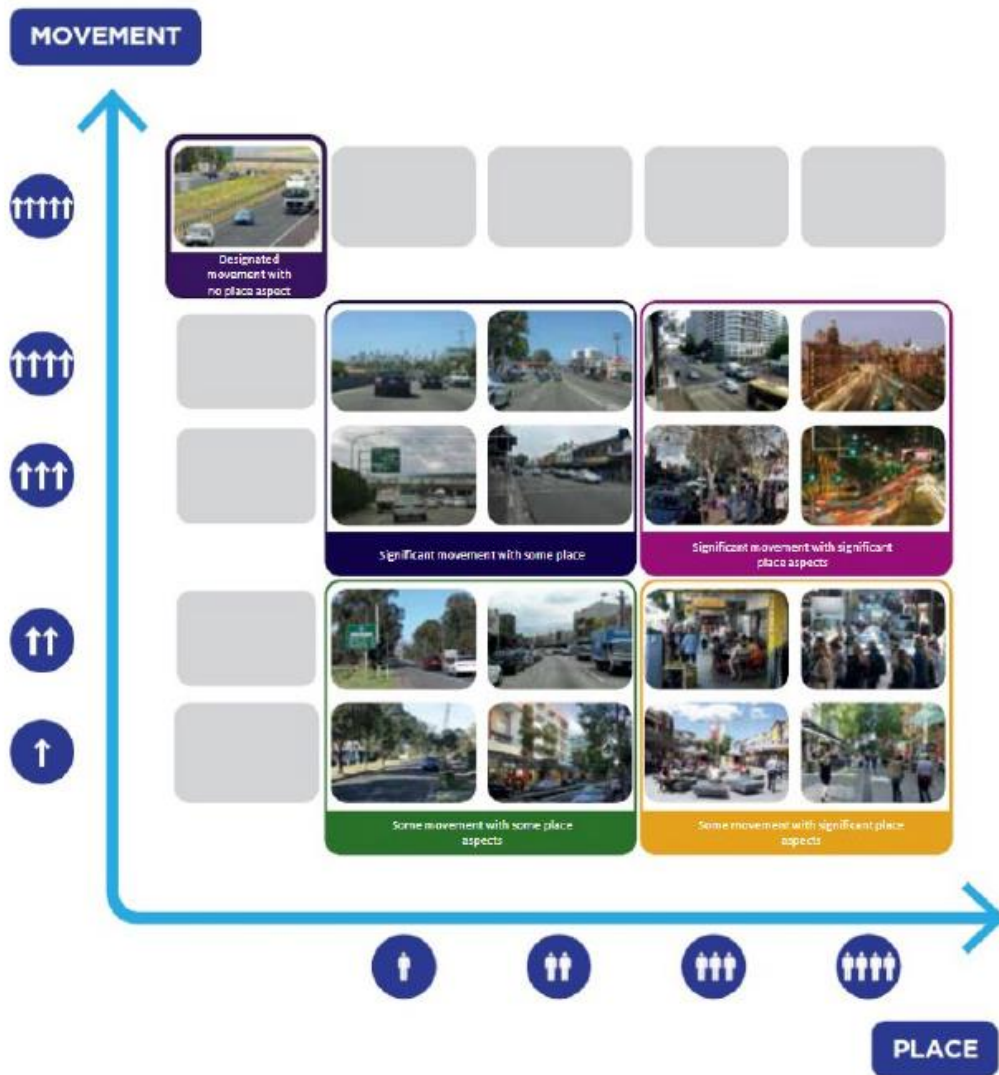 MOVEMENT
Designated
movement with
no place aspect
Significant movement with some place
Significant movement with significant
place aspects
Some movement with some place
aspects
Some movement with significant place
aspects
PLACE